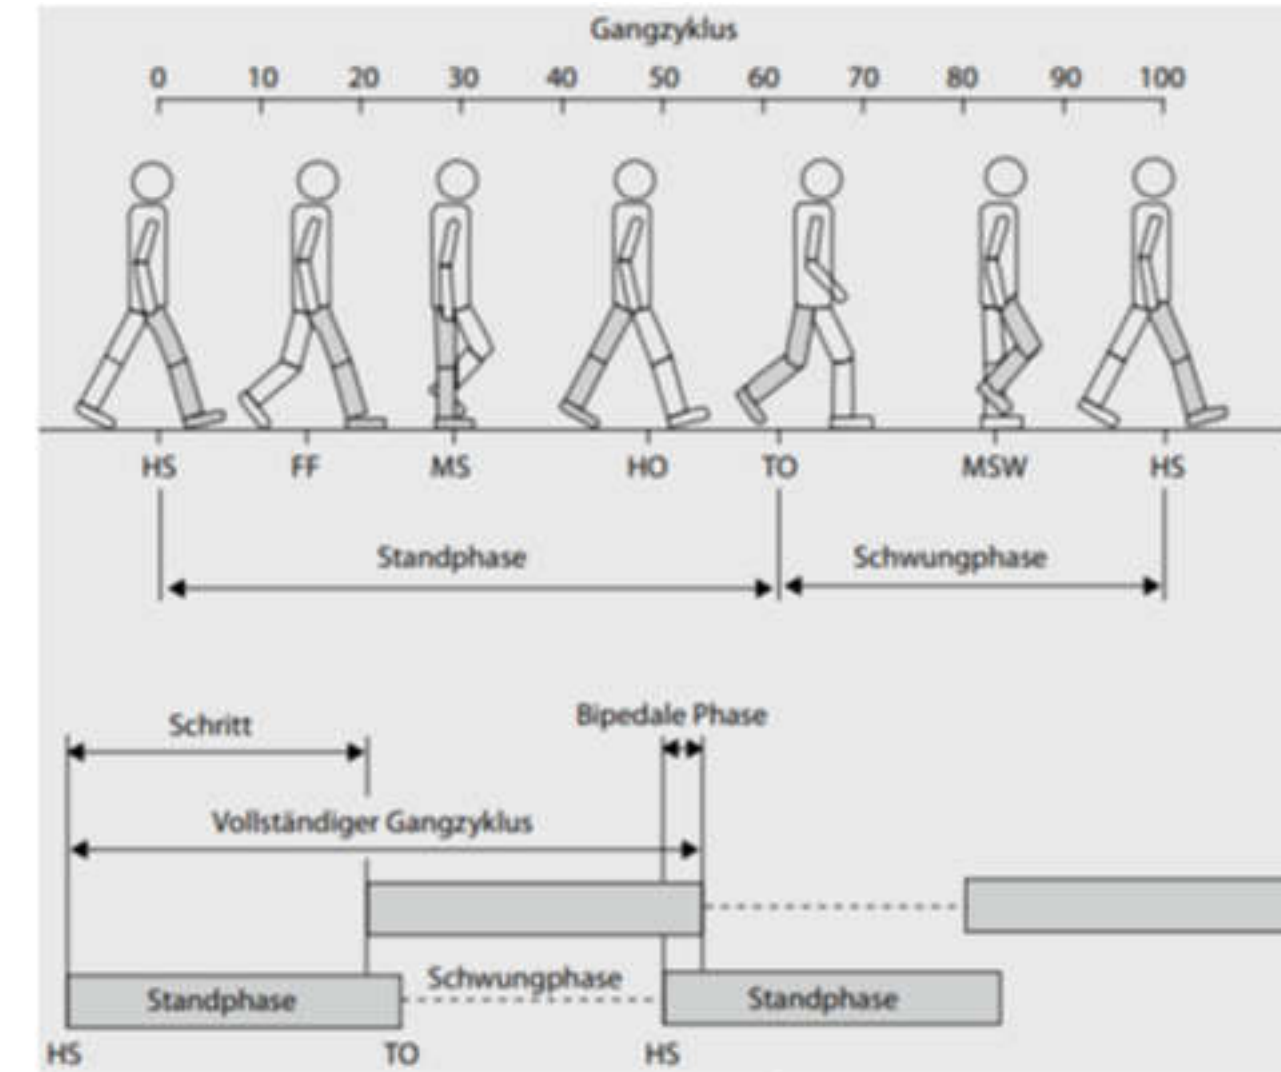 Gangzyklus
0 10 20 30 40 50 60 70 80 90 100
HS FF MS HO TO MSW HS
Standphase Schwungphase
Schritt Bipedale Phase
Vollständiger Gangzyklus
Schwungphase
Standphase Standphase
HS TO HS